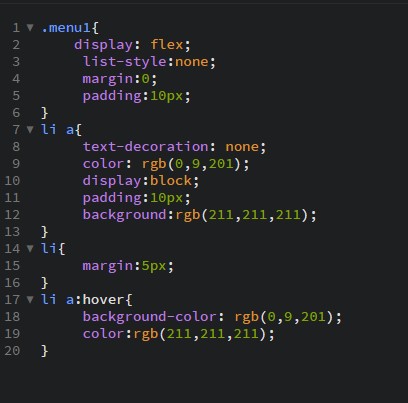 1 .menu1{
2 display: flex;
3 list-style:none;
4 margin:0;
5 padding:10px;
6 }
7 li a{
8 text-decoration: none;
9 color: rgb(0,9,201);
10 display:block;
11 padding:10px;
12 background:rgb(211,211,211);
13 }
14 li{
15 margin:5px;
16 }
17 li a:hover{
18 background-color: rgb(0,9,201);
19 color:rgb(211,211,211);
20 }